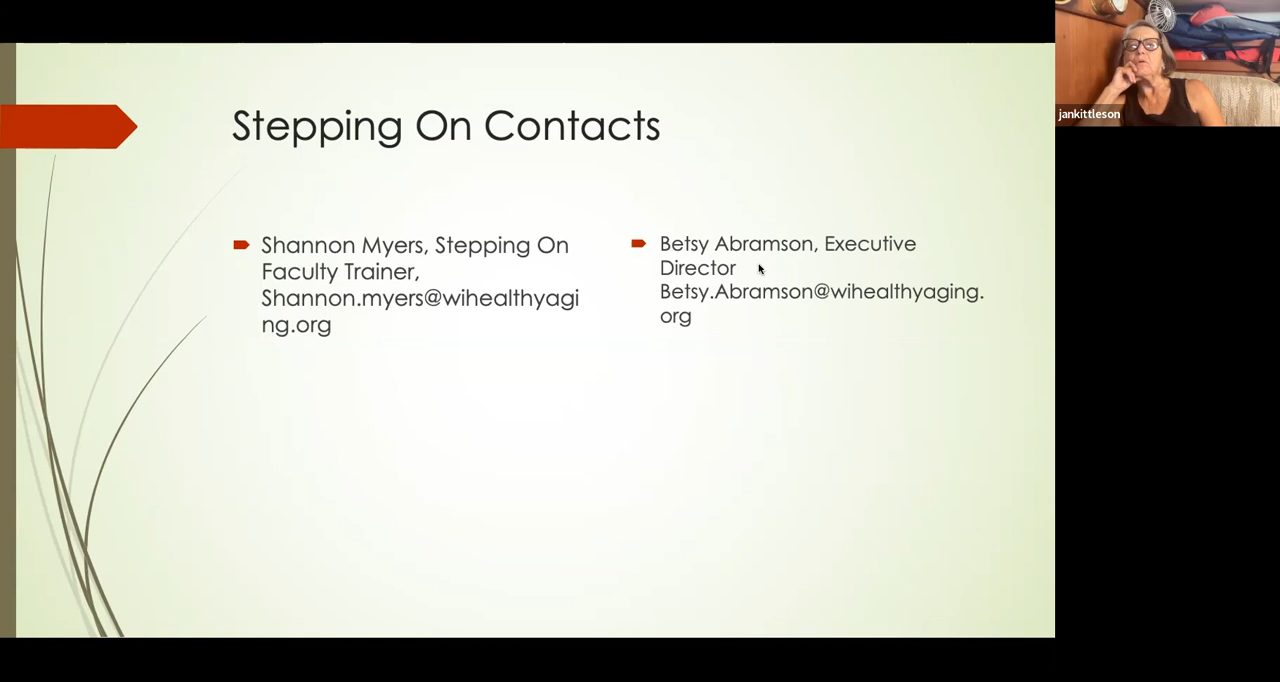 Stepping On Contacts
Shannon Myers, Stepping On
Faculty Trainer,
Shannon.myers@wihealthyagi
ng.org
Betsy Abramson, Executive
Director
Betsy.Abramson@wihealthyaging.
org
jankittleson